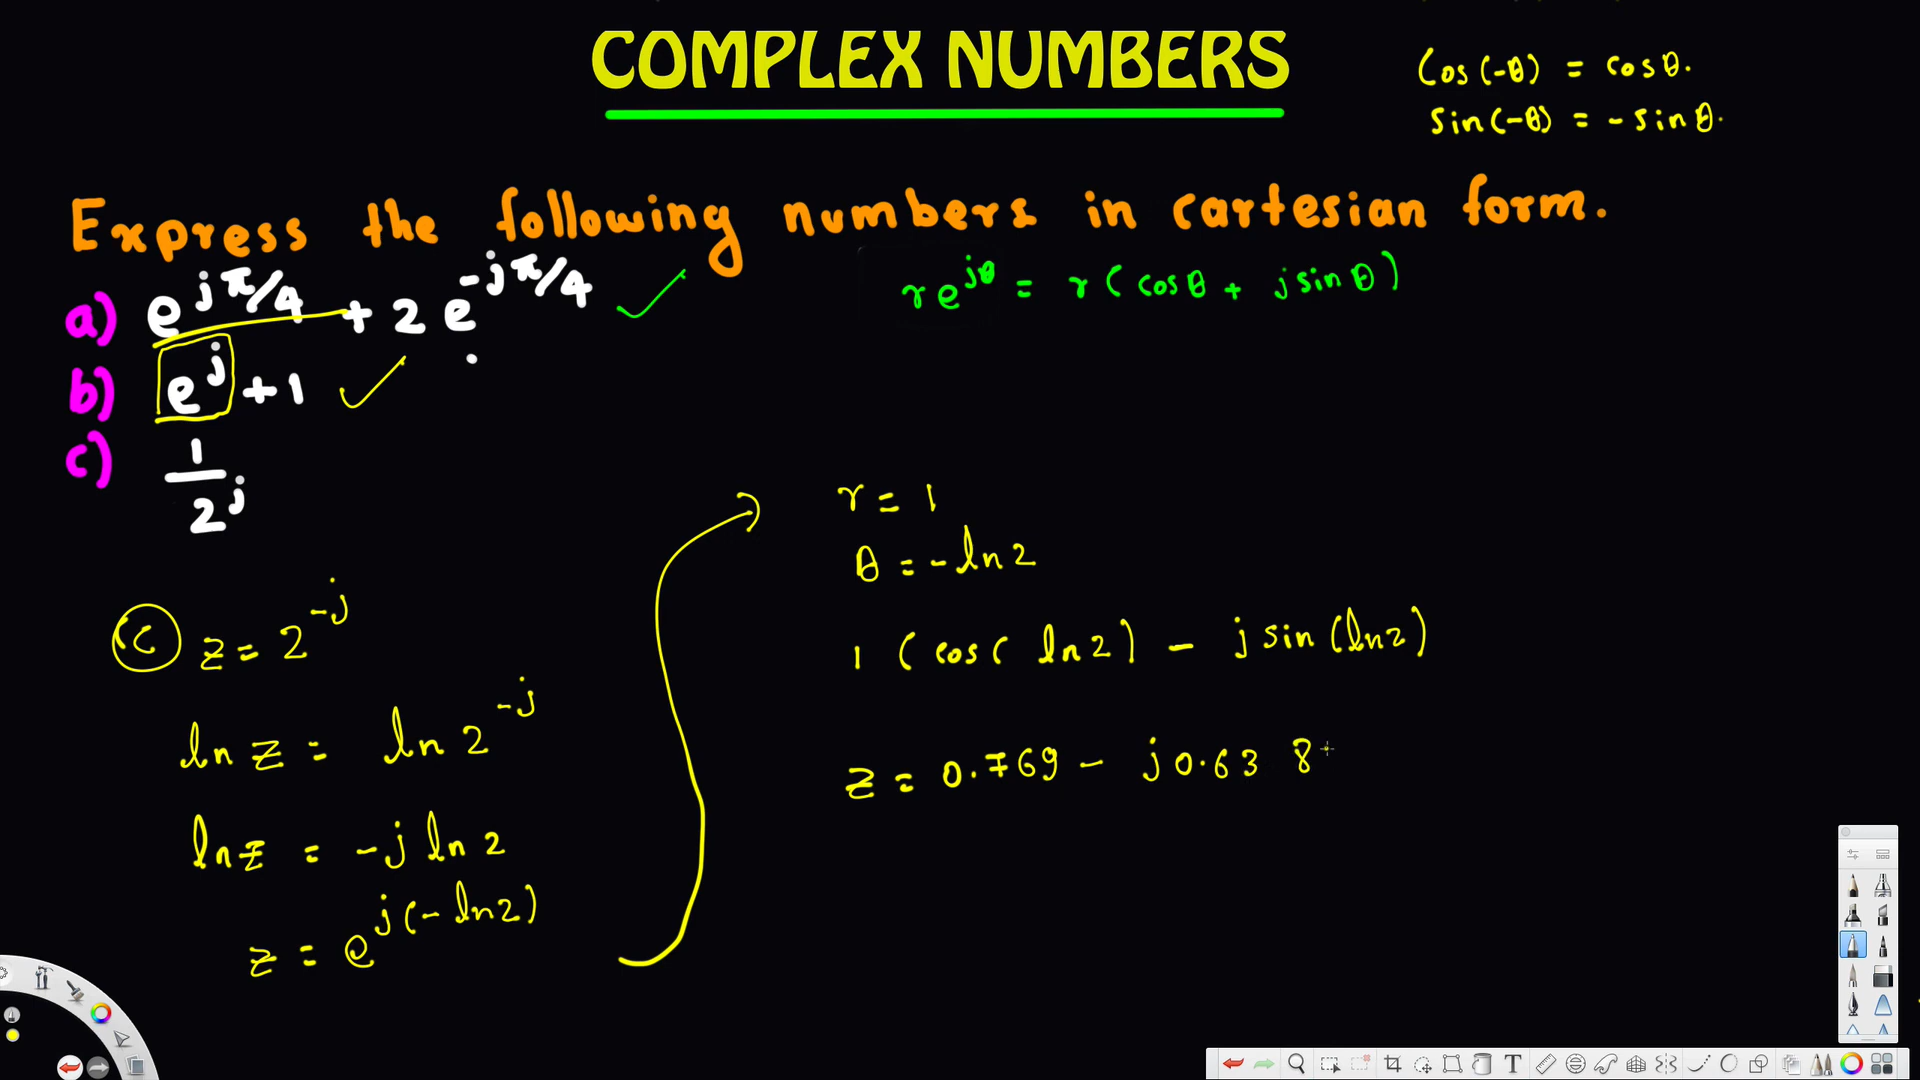 COMPLEX NUMBERS
Cos(-θ) = cosθ.
Sin(-θ) = -sinθ.
Express the following numbers in cartesian form.
a) e^{jπ/4} + 2 e^{-jπ/4}
re^{jθ} = r(cosθ + jsinθ)
b) e^{j} + 1
c) \frac{1}{2^{j}}
(c) z = 2^{-j}
ln z = ln 2^{-j}
ln z = -j ln 2
z = e^{j(-ln2)}
r = 1
θ = -ln2
1 (cos( ln2) - j sin(ln2)
z = 0.769 - j0.638
T